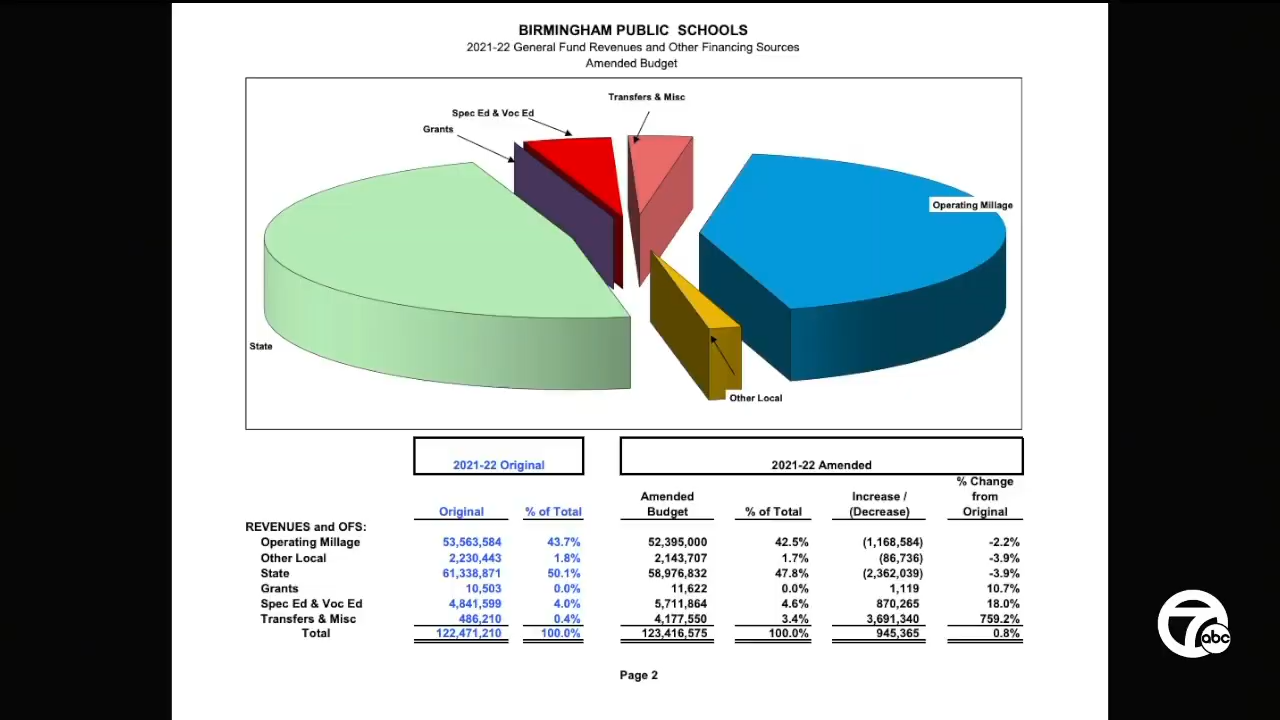 BIRMINGHAM PUBLIC SCHOOLS
2021-22 General Fund Revenues and Other Financing Sources
Amended Budget
Transfers & Misc
Spec Ed & Voc Ed
Grants
Operating Millage
State
Other Local
2021-22 Original 2021-22 Amended
% Change
Amended Increase / from
Original % of Total Budget % of Total (Decrease) Original
REVENUES and OFS:
Operating Millage 53,563,584 43.7% 52,395,000 42.5% (1,168,584) -2.2%
Other Local 2,230,443 1.8% 2,143,707 1.7% (86,736) -3.9%
State 61,338,871 50.1% 58,976,832 47.8% (2,362,039) -3.9%
Grants 10,503 0.0% 11,622 0.0% 1,119 10.7%
Spec Ed & Voc Ed 4,841,599 4.0% 5,711,864 4.6% 870,265 18.0%
Transfers & Misc 486,210 0.4% 4,177,550 3.4% 3,691,340 759.2%
Total 122,471,210 100.0% 123,416,575 100.0% 945,365 0.8%
Page 2
7 abc